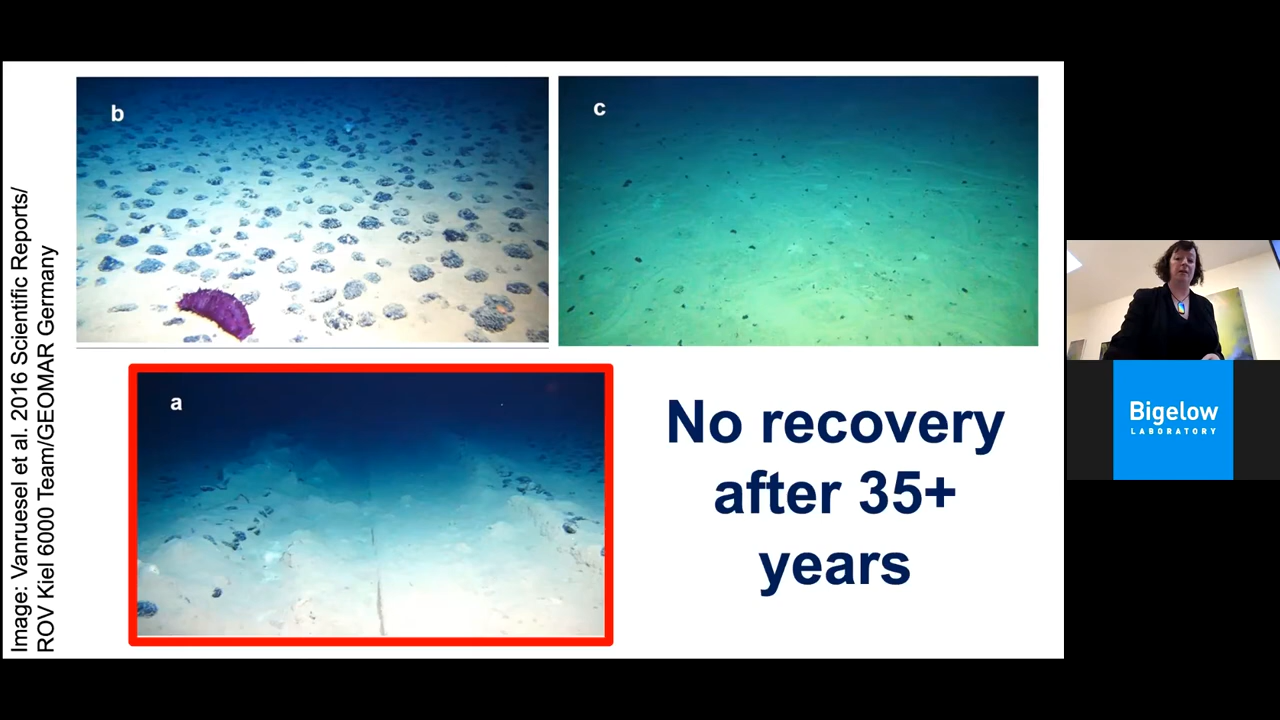 Image: Vanruesel et al. 2016 Scientific Reports/
ROV Kiel 6000 Team/GEOMAR Germany
b
c
a
No recovery
after 35+
years
Bigelow
LABORATORY